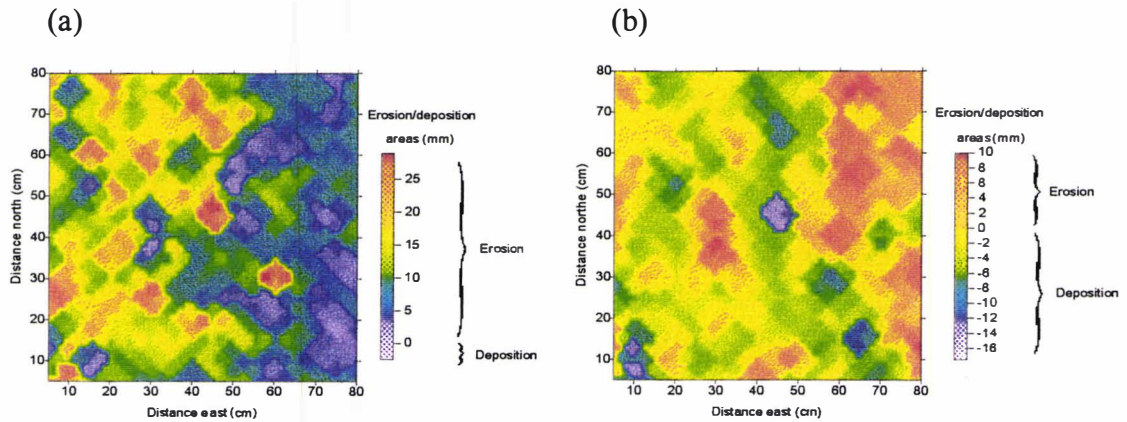 (a)
80
70
60
50
40
30
20
10
Distance north (cm)
10 20 30 40 50 60 70 80
Distance east (cm)
Erosion/deposition
areas (mm)
25
20
15
10
5
0
Erosion
Deposition
(b)
80
70
60
50
40
30
20
10
Distance northe (cm)
10 20 30 40 50 60 70 80
Distance east (cm)
Erosion/deposition
areas (mm)
10
8
6
4
2
-0
-2
-4
-6
-8
-10
-12
-14
-16
Erosion
Deposition